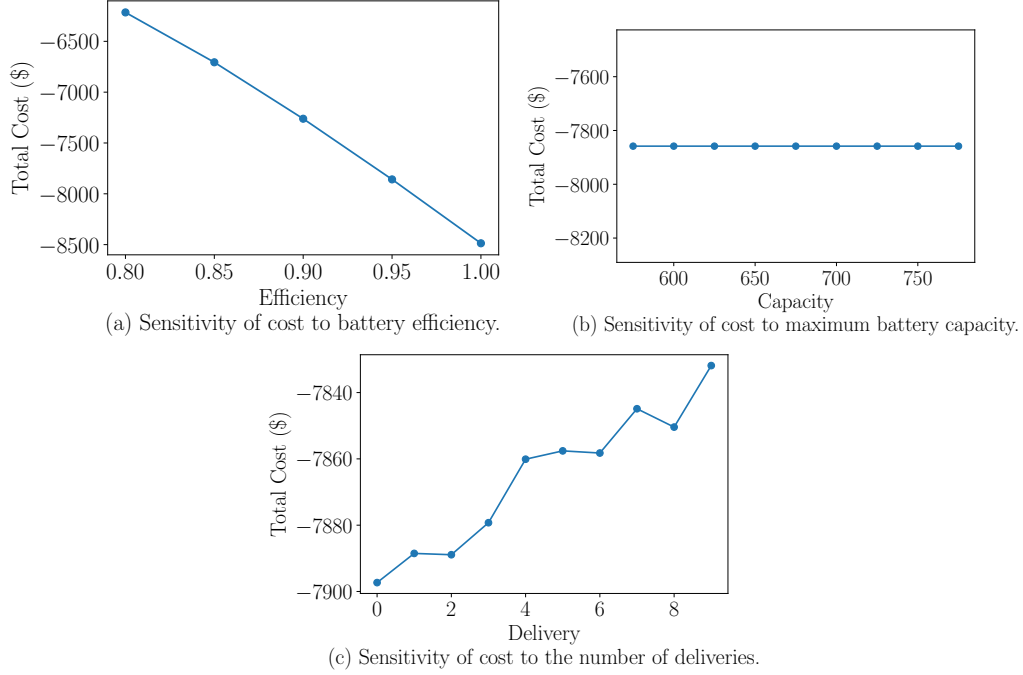 −6500
−7000
−7500
−8000
−8500
Total Cost ($)
0.80 0.85 0.90 0.95 1.00
Efficiency
(a) Sensitivity of cost to battery efficiency.
−7600
−7800
−8000
−8200
Total Cost ($)
600 650 700 750
Capacity
(b) Sensitivity of cost to maximum battery capacity.
−7840
−7860
−7880
−7900
Total Cost ($)
0 2 4 6 8
Delivery
(c) Sensitivity of cost to the number of deliveries.